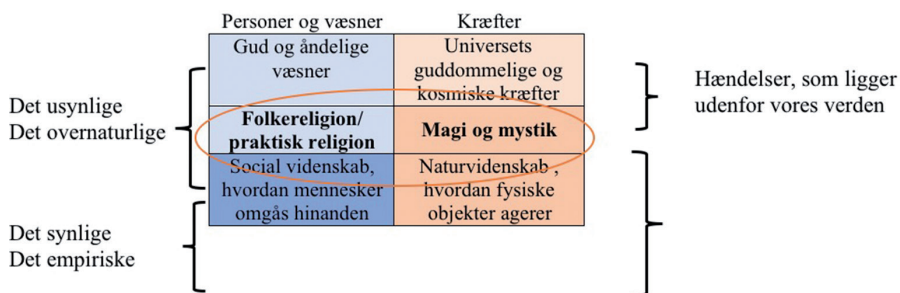 Personer og væsner
Kræfter
Gud og åndelige
væsner
Universets
guddommelige og
kosmiske kræfter
Hændelser, som ligger
udenfor vores verden
Det usynlige
Det overnaturlige
Folkereligion/
praktisk religion
Magi og mystik
Social videnskab,
hvordan mennesker
omgås hinanden
Naturvidenskab ,
hvordan fysiske
objekter agerer
Det synlige
Det empiriske